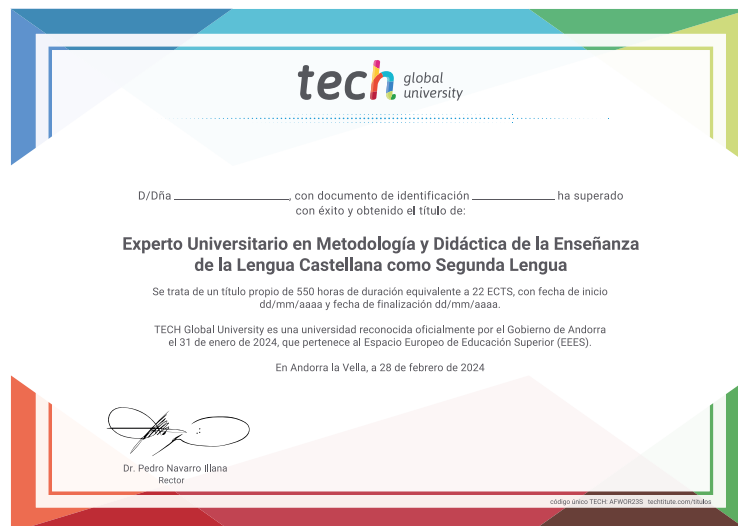 tech global university
D/Dña ____________________, con documento de identificación ______________ ha superado
con éxito y obtenido el título de:
Experto Universitario en Metodología y Didáctica de la Enseñanza
de la Lengua Castellana como Segunda Lengua
Se trata de un título propio de 550 horas de duración equivalente a 22 ECTS, con fecha de inicio
dd/mm/aaaa y fecha de finalización dd/mm/aaaa.
TECH Global University es una universidad reconocida oficialmente por el Gobierno de Andorra
el 31 de enero de 2024, que pertenece al Espacio Europeo de Educación Superior (EEES).
En Andorra la Vella, a 28 de febrero de 2024
Dr. Pedro Navarro Illana
Rector
código único TECH: AFWOR23S techtitute.com/titulos